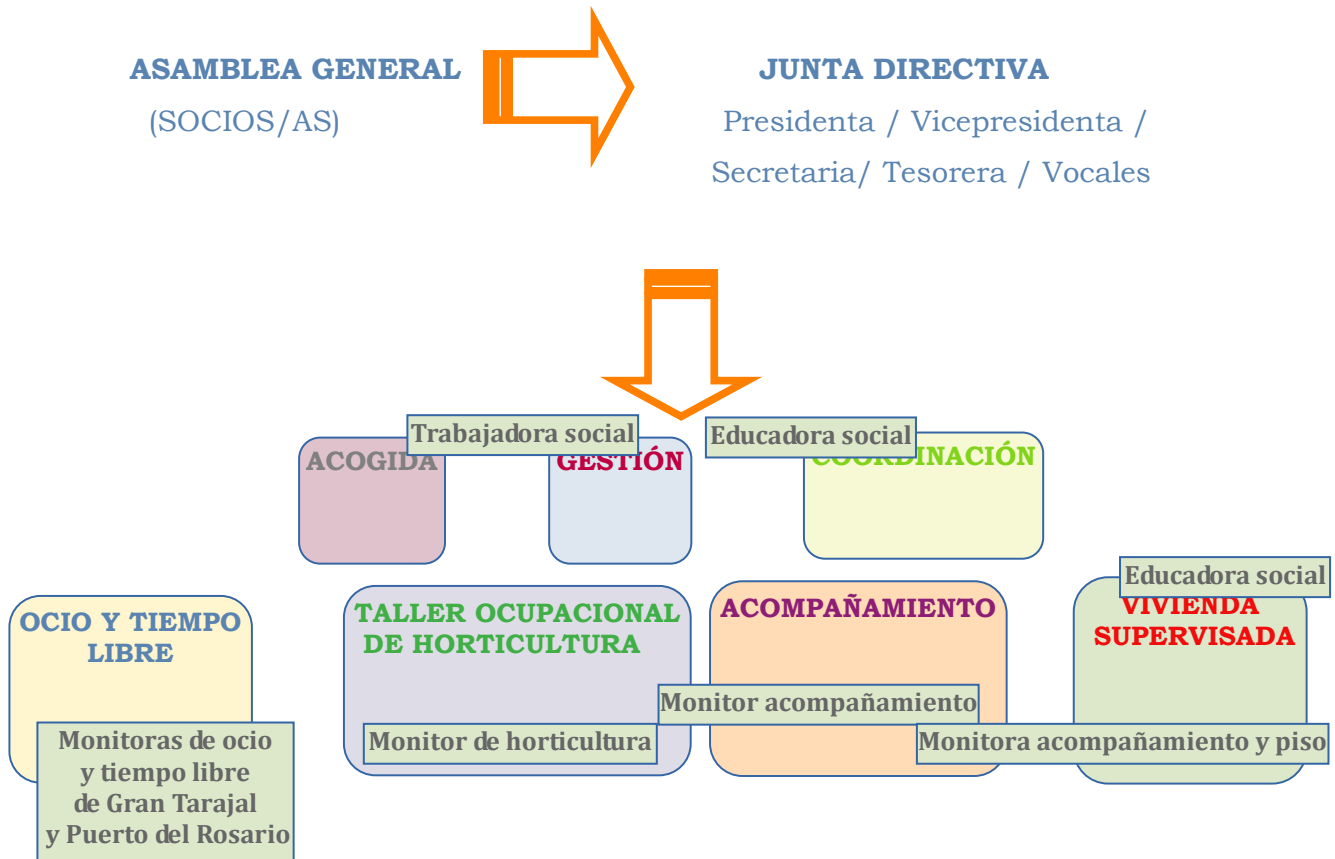 ASAMBLEA GENERAL
(SOCIOS/AS)
JUNTA DIRECTIVA
Presidenta / Vicepresidenta /
Secretaria/ Tesorera / Vocales
Trabajadora social
Educadora social
ACOGIDA
GESTIÓN
COORDINACIÓN
Educadora social
OCIO Y TIEMPO
LIBRE
TALLER OCUPACIONAL
DE HORTICULTURA
ACOMPAÑAMIENTO
VIVIENDA
SUPERVISADA
Monitor acompañamiento
Monitor de horticultura
Monitora acompañamiento y piso
Monitoras de ocio
y tiempo libre
de Gran Tarajal
y Puerto del Rosario